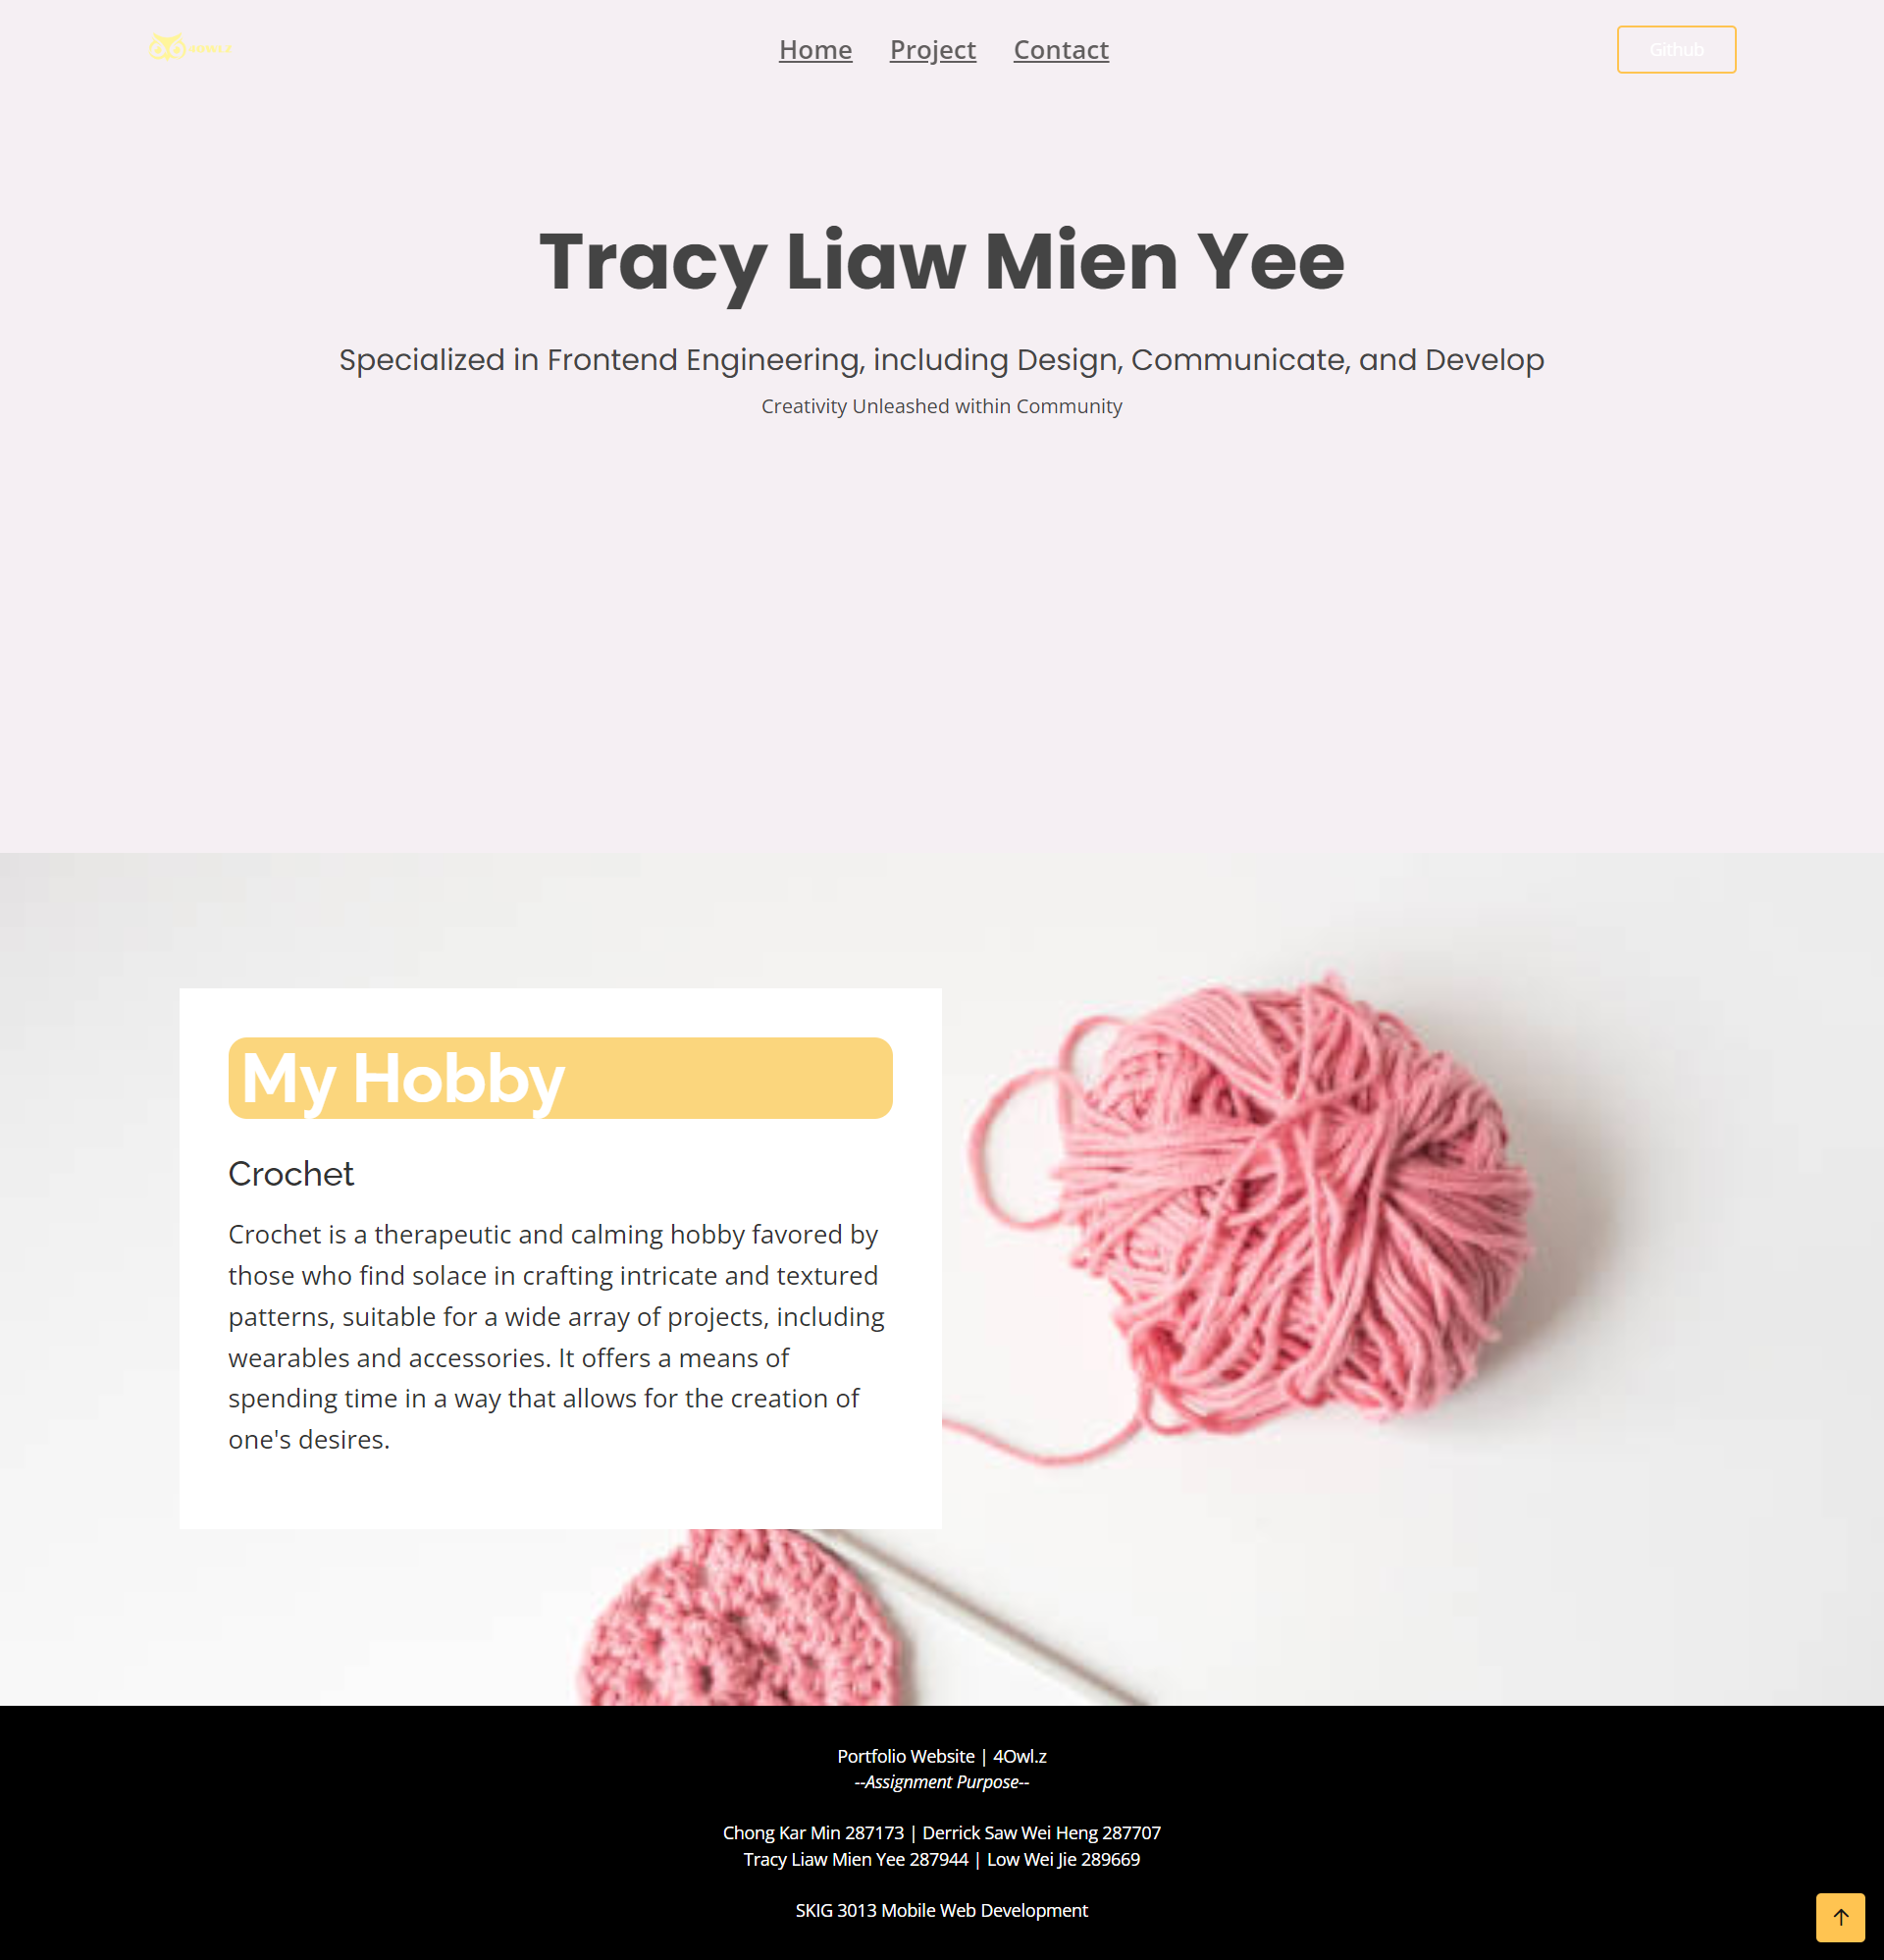 Home Project Contact
Github
Tracy Liaw Mien Yee
Specialized in Frontend Engineering, including Design, Communicate, and Develop
Creativity Unleashed within Community
My Hobby
Crochet
Crochet is a therapeutic and calming hobby favored by
those who find solace in crafting intricate and textured
patterns, suitable for a wide array of projects, including
wearables and accessories. It offers a means of
spending time in a way that allows for the creation of
one's desires.
Portfolio Website | 4Owl.z
--Assignment Purpose--
Chong Kar Min 287173 | Derrick Saw Wei Heng 287707
Tracy Liaw Mien Yee 287944 | Low Wei Jie 289669
SKIG 3013 Mobile Web Development